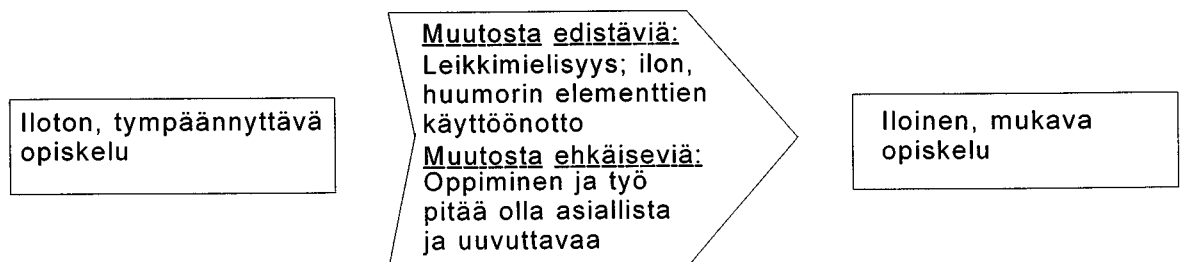 Iloton, tympäännyttävä
opiskelu
Muutosta edistäviä:
Leikkimielisyys; ilon,
huumorin elementtien
käyttöönotto
Muutosta ehkäiseviä:
Oppiminen ja työ
pitää olla asiallista
ja uuvuttavaa
Iloinen, mukava
opiskelu